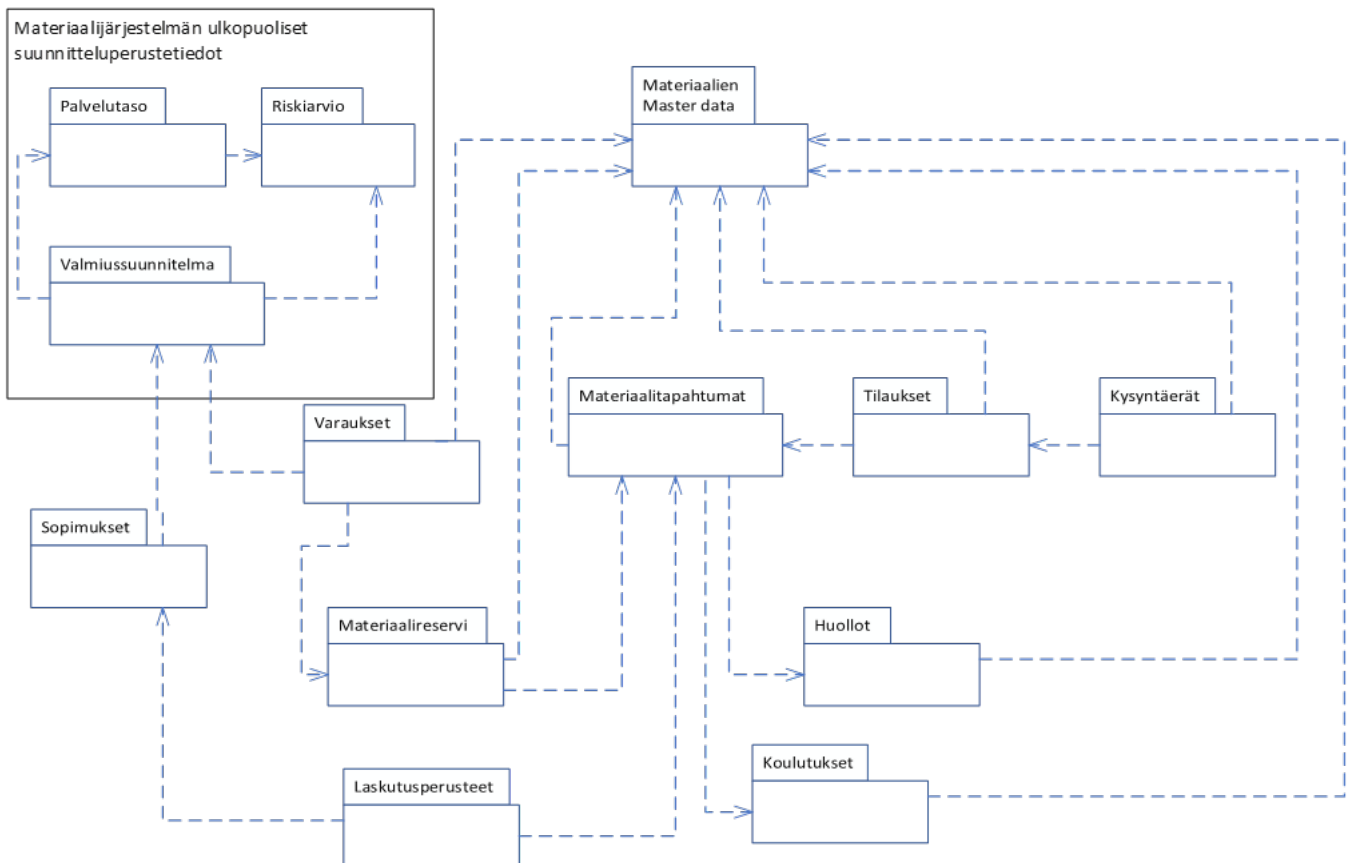 Materiaalijärjestelmän ulkopuoliset
suunnitteluperustetiedot
Palvelutaso
Riskiarvio
Valmiussuunnitelma
Materiaalien
Master data
Varaukset
Materiaalitapahtumat
Tilaukset
Kysyntäerät
Sopimukset
Materiaalireservi
Huollot
Laskutusperusteet
Koulutukset